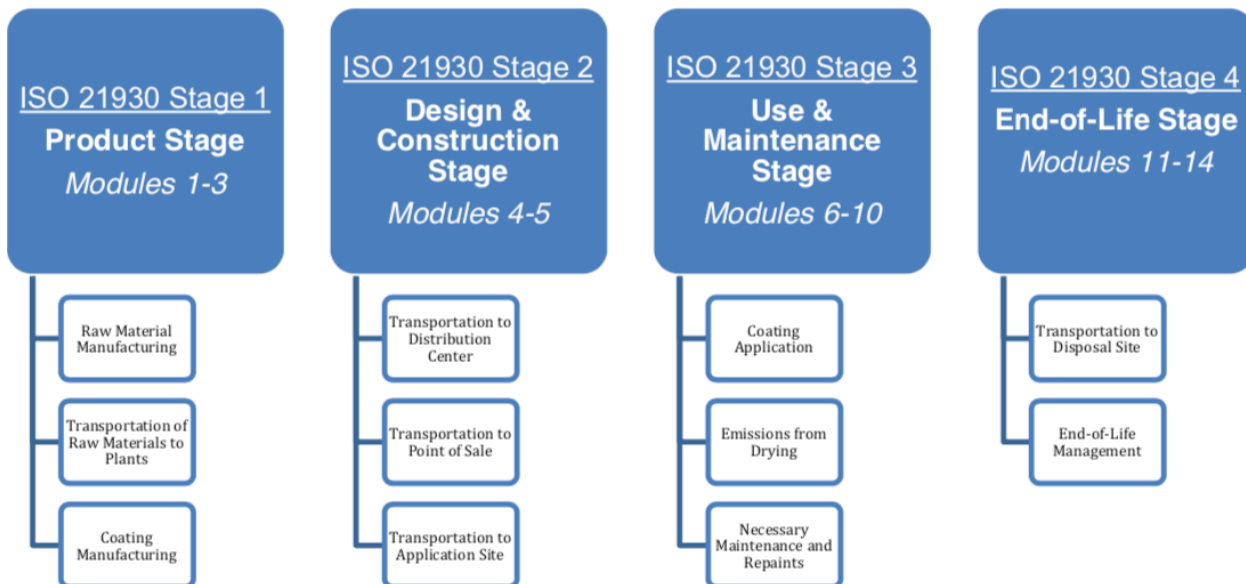 ISO 21930 Stage 1
Product Stage
Modules 1-3
Raw Material
Manufacturing
Transportation of
Raw Materials to
Plants
Coating
Manufacturing
ISO 21930 Stage 2
Design &
Construction
Stage
Modules 4-5
Transportation to
Distribution
Center
Transportation to
Point of Sale
Transportation to
Application Site
ISO 21930 Stage 3
Use &
Maintenance
Stage
Modules 6-10
Coating
Application
Emissions from
Drying
Necessary
Maintenance and
Repaints
ISO 21930 Stage 4
End-of-Life Stage
Modules 11-14
Transportation to
Disposal Site
End-of-Life
Management